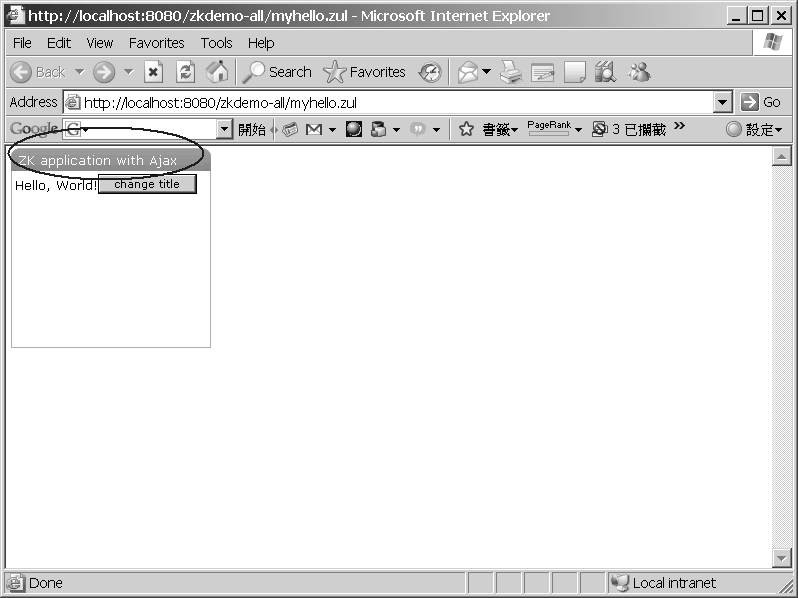 http://localhost:8080/zkdemo-all/myhello.zul - Microsoft Internet Explorer
File Edit View Favorites Tools Help
Back Search Favorites
Address http://localhost:8080/zkdemo-all/myhello.zul Go
Google G 開始 書籤 PageRank 3 已攔截 » 設定
ZK application with Ajax
Hello, World! change title
Done Local intranet